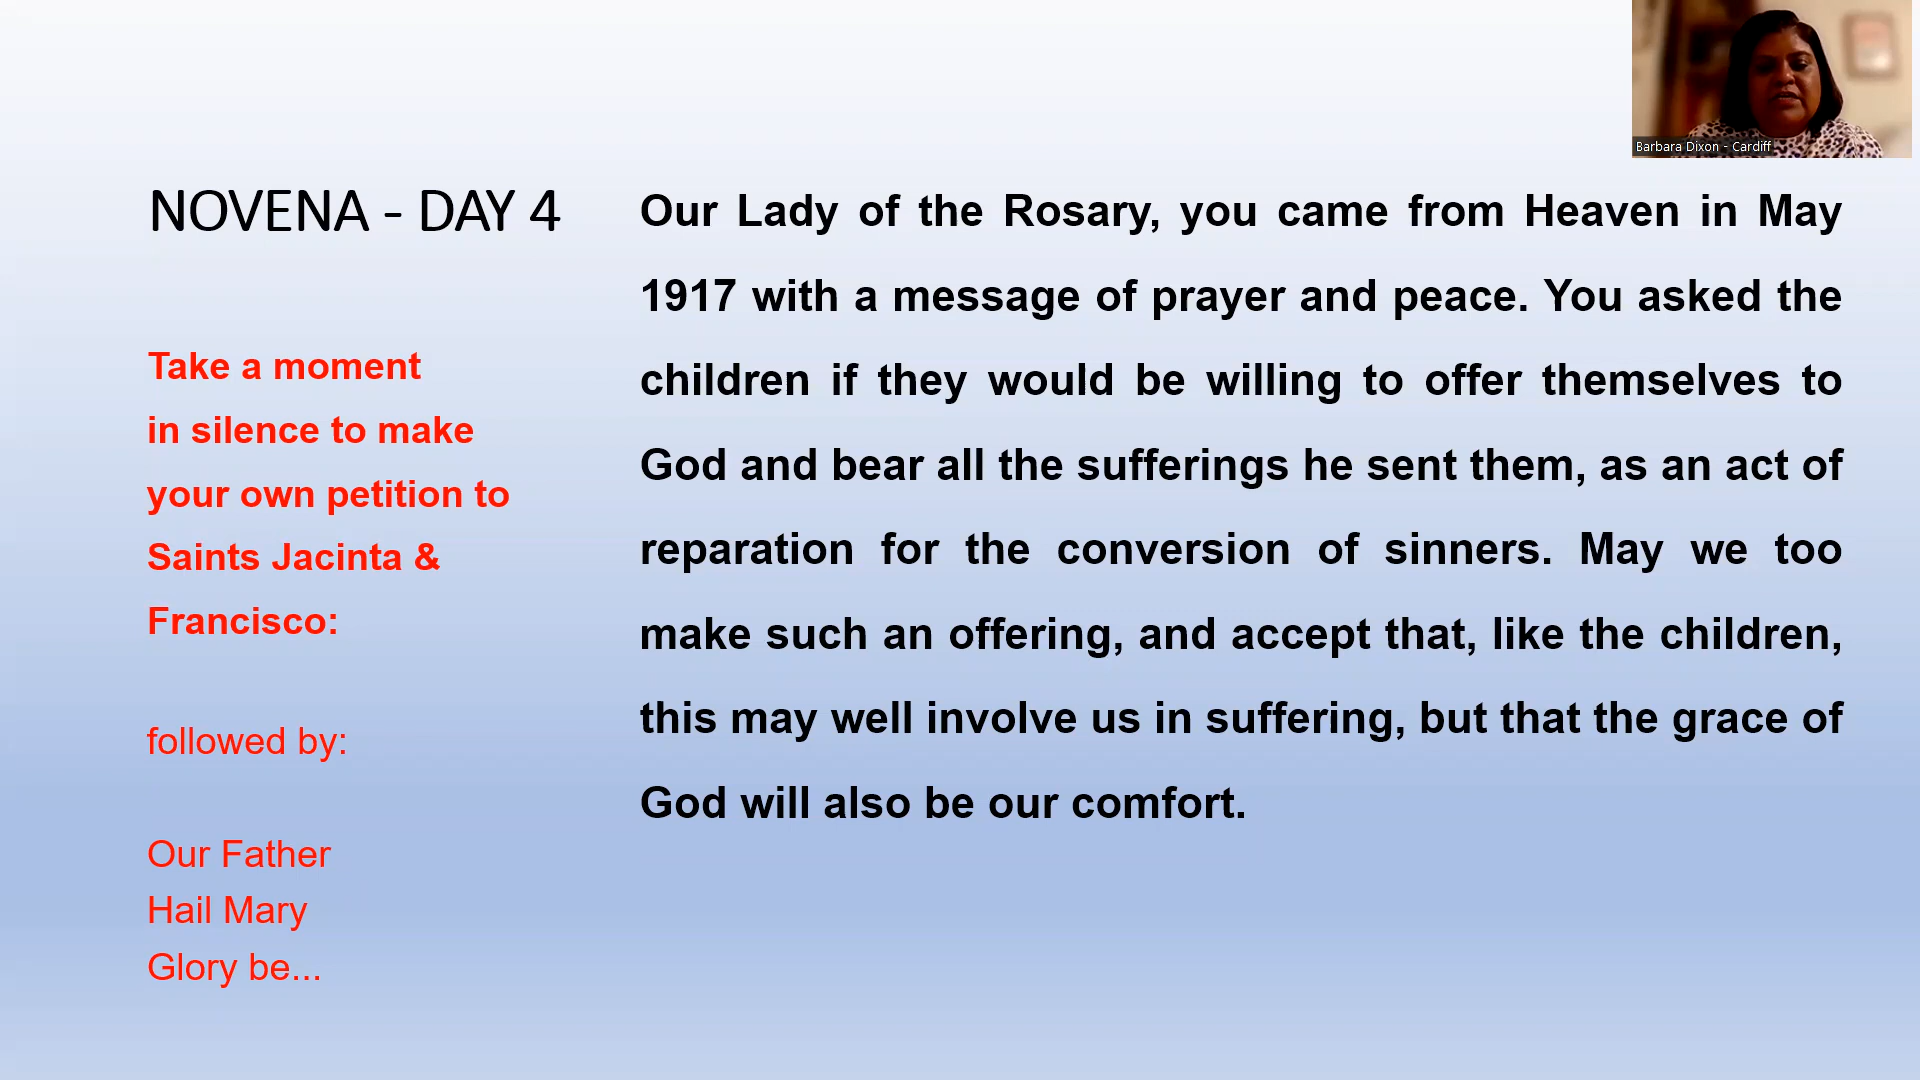 Barbara Dixon - Cardiff
NOVENA - DAY 4
Take a moment
in silence to make
your own petition to
Saints Jacinta &
Francisco:
followed by:
Our Father
Hail Mary
Glory be...
Our Lady of the Rosary, you came from Heaven in May
1917 with a message of prayer and peace. You asked the
children if they would be willing to offer themselves to
God and bear all the sufferings he sent them, as an act of
reparation for the conversion of sinners. May we too
make such an offering, and accept that, like the children,
this may well involve us in suffering, but that the grace of
God will also be our comfort.